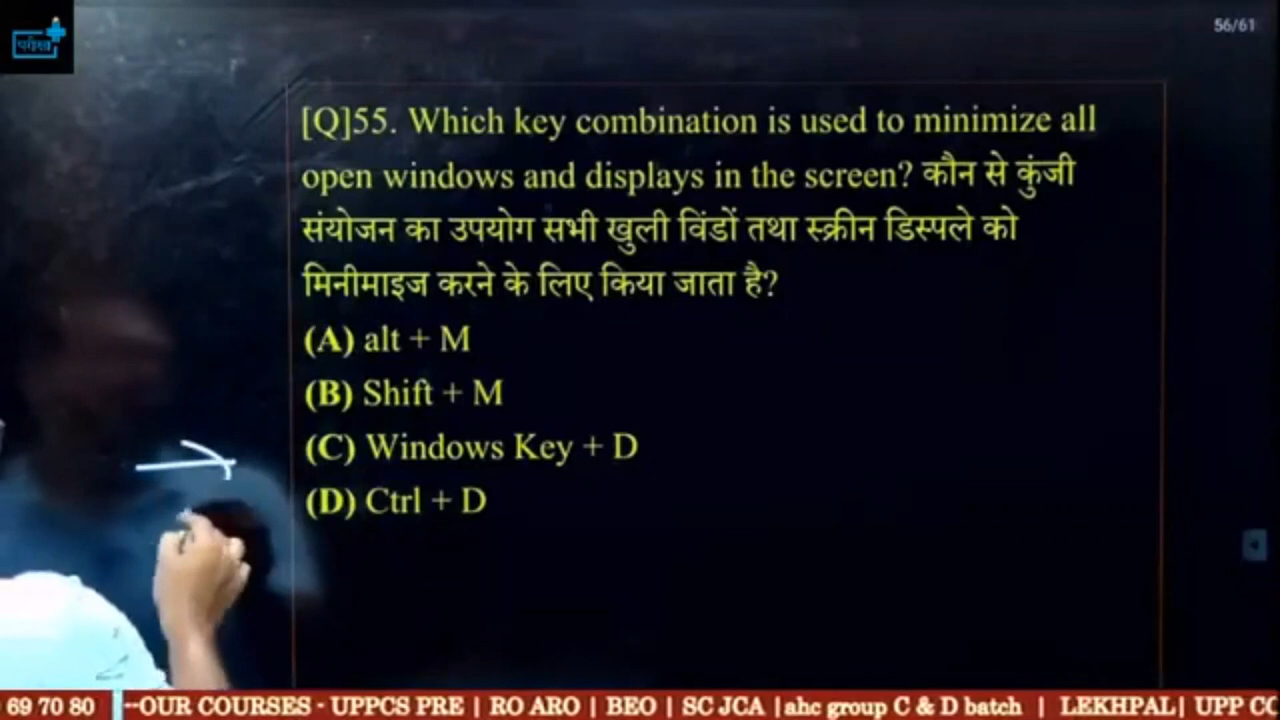 परीक्षा
56/61
[Q]55. Which key combination is used to minimize all
open windows and displays in the screen? कौन से कुंजी
संयोजन का उपयोग सभी खुली विंडों तथा स्क्रीन डिस्पले को
मिनीमाइज करने के लिए किया जाता है?
(A) alt + M
(B) Shift + M
(C) Windows Key + D
(D) Ctrl + D
69 70 80 --OUR COURSES - UPPCS PRE | RO ARO | BEO | SC JCA |ahc group C & D batch | LEKHPAL| UPP CO